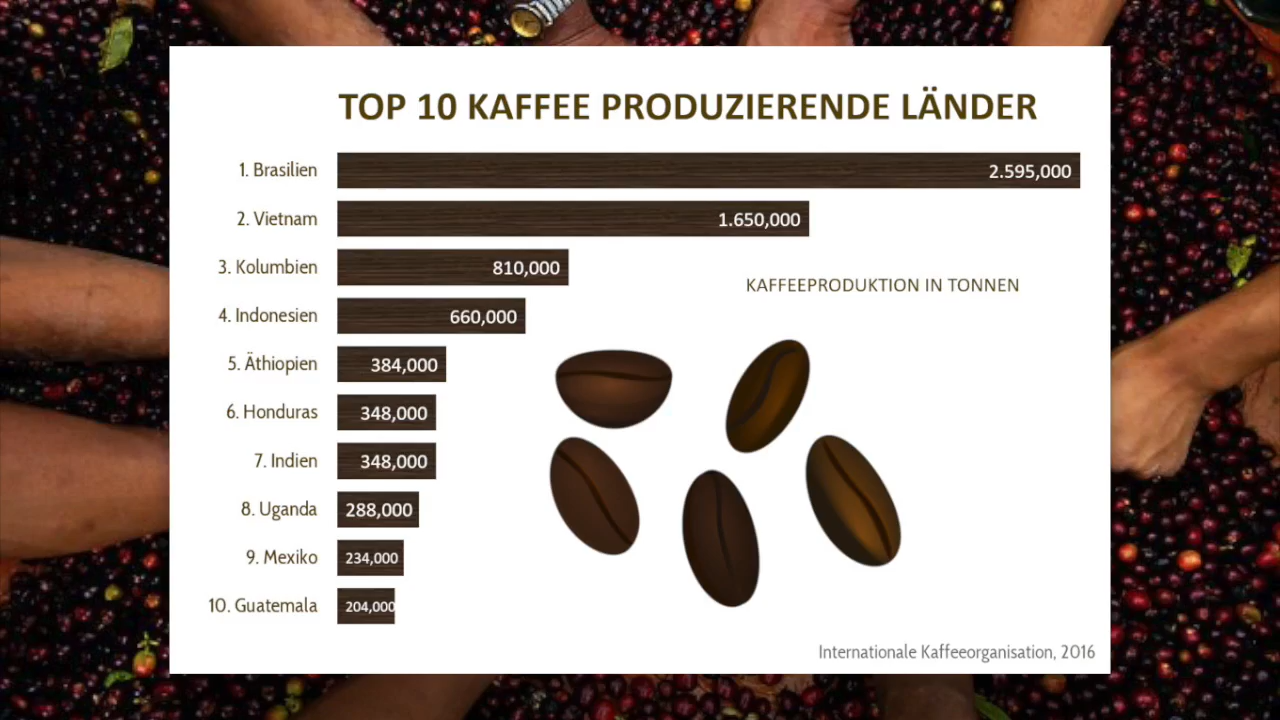 TOP 10 KAFFEE PRODUZIERENDE LÄNDER
1. Brasilien 2.595,000
2. Vietnam 1.650,000
3. Kolumbien 810,000
KAFFEEPRODUKTION IN TONNEN
4. Indonesien 660,000
5. Äthiopien 384,000
6. Honduras 348,000
7. Indien 348,000
8. Uganda 288,000
9. Mexiko 234,000
10. Guatemala 204,000
Internationale Kaffeeorganisation, 2016